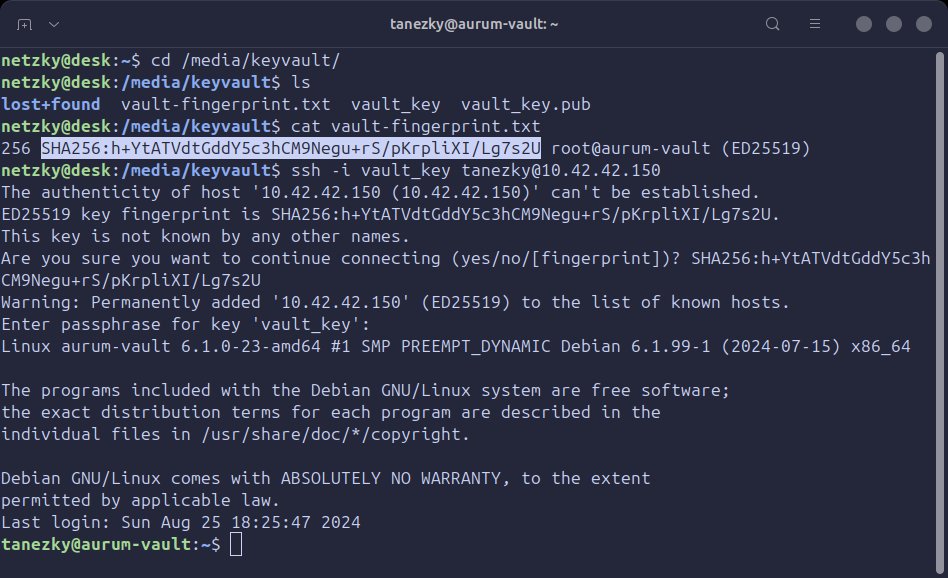 tanezky@aurum-vault: ~
netzky@desk:~$ cd /media/keyvault/
netzky@desk:/media/keyvault$ ls
lost+found  vault-fingerprint.txt  vault_key  vault_key.pub
netzky@desk:/media/keyvault$ cat vault-fingerprint.txt
256 SHA256:h+YtATVdtGddY5c3hCM9Negu+rS/pKrpliXI/Lg7s2U root@aurum-vault (ED25519)
netzky@desk:/media/keyvault$ ssh -i vault_key tanezky@10.42.42.150
The authenticity of host '10.42.42.150 (10.42.42.150)' can't be established.
ED25519 key fingerprint is SHA256:h+YtATVdtGddY5c3hCM9Negu+rS/pKrpliXI/Lg7s2U.
This key is not known by any other names.
Are you sure you want to continue connecting (yes/no/[fingerprint])? SHA256:h+YtATVdtGddY5c3h
CM9Negu+rS/pKrpliXI/Lg7s2U
Warning: Permanently added '10.42.42.150' (ED25519) to the list of known hosts.
Enter passphrase for key 'vault_key':
Linux aurum-vault 6.1.0-23-amd64 #1 SMP PREEMPT_DYNAMIC Debian 6.1.99-1 (2024-07-15) x86_64
The programs included with the Debian GNU/Linux system are free software;
the exact distribution terms for each program are described in the
individual files in /usr/share/doc/*/copyright.
Debian GNU/Linux comes with ABSOLUTELY NO WARRANTY, to the extent
permitted by applicable law.
Last login: Sun Aug 25 18:25:47 2024
tanezky@aurum-vault:~$